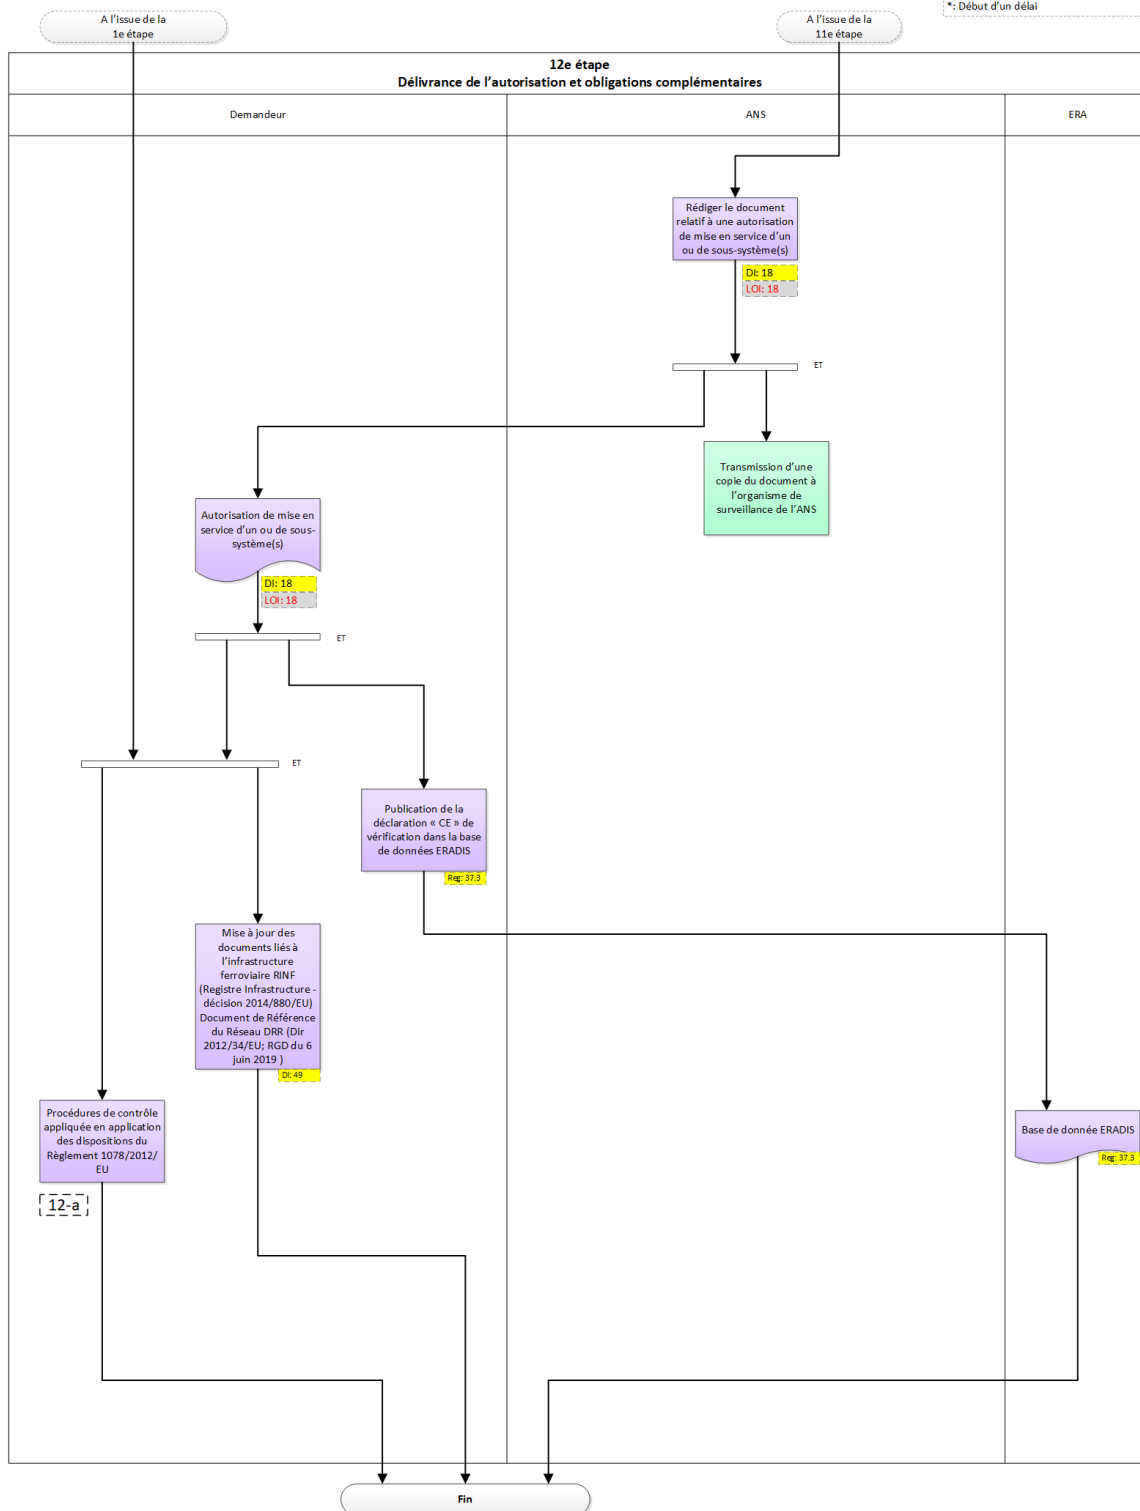 *: Début d’un délai
A l’issue de la
1e étape
A l’issue de la
11e étape
12e étape
Délivrance de l’autorisation et obligations complémentaires
Demandeur
ANS
ERA
Rédiger le document
relatif à une autorisation
de mise en service d’un
ou de sous-système(s)
DI: 18
LOI: 18
ET
Transmission d’une
copie du document à
l’organisme de
surveillance de l’ANS
Autorisation de mise en
service d’un ou de sous-
système(s)
DI: 18
LOI: 18
ET
ET
Publication de la
déclaration « CE » de
vérification dans la base
de données ERADIS
Reg: 37.3
Mise à jour des
documents liés à
l’infrastructure
ferroviaire RINF
(Registre Infrastructure -
décision 2014/880/EU)
Document de Référence
du Réseau DRR (Dir
2012/34/EU; RGD du 6
juin 2019 )
DI: 49
Procédures de contrôle
appliquée en application
des dispositions du
Règlement 1078/2012/
EU
12-a
Base de donnée ERADIS
Reg: 37.3
Fin